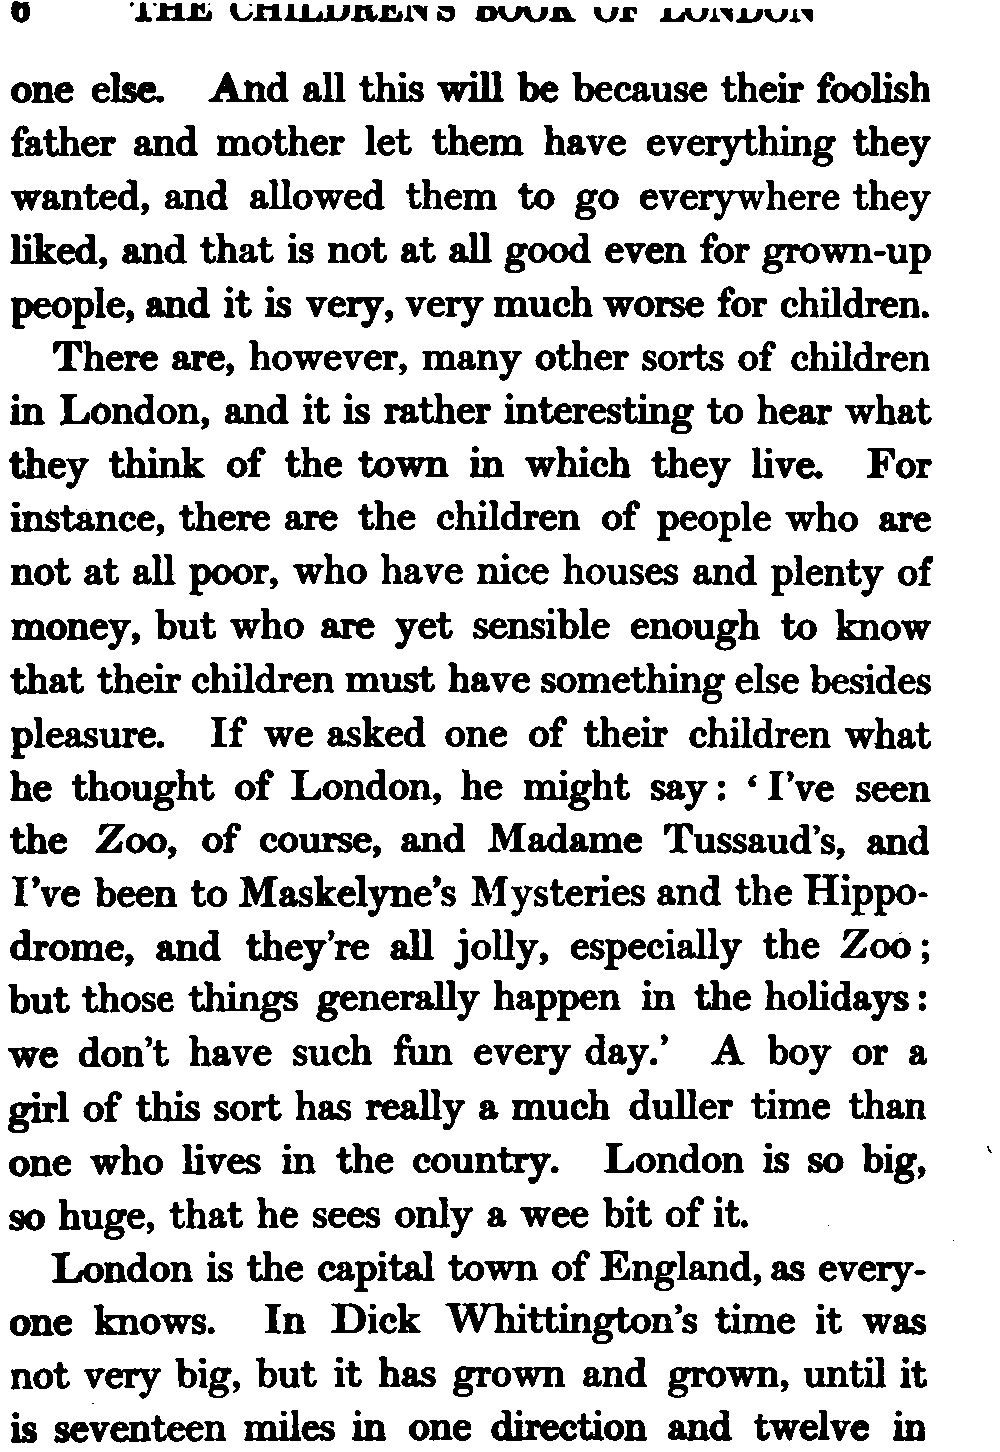 6 THE CHILDREN'S BOOK OF LONDON
one else. And all this will be because their foolish
father and mother let them have everything they
wanted, and allowed them to go everywhere they
liked, and that is not at all good even for grown-up
people, and it is very, very much worse for children.
There are, however, many other sorts of children
in London, and it is rather interesting to hear what
they think of the town in which they live. For
instance, there are the children of people who are
not at all poor, who have nice houses and plenty of
money, but who are yet sensible enough to know
that their children must have something else besides
pleasure. If we asked one of their children what
he thought of London, he might say: ‘I've seen
the Zoo, of course, and Madame Tussaud's, and
I've been to Maskelyne's Mysteries and the Hippo-
drome, and they're all jolly, especially the Zoo;
but those things generally happen in the holidays:
we don't have such fun every day.’ A boy or a
girl of this sort has really a much duller time than
one who lives in the country. London is so big,
so huge, that he sees only a wee bit of it.
London is the capital town of England, as every-
one knows. In Dick Whittington's time it was
not very big, but it has grown and grown, until it
is seventeen miles in one direction and twelve in